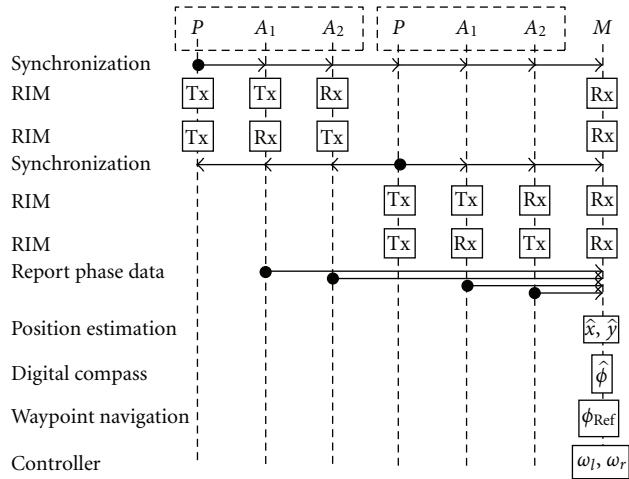 P A₁ A₂ P A₁ A₂ M
Synchronization
RIM Tx Tx Rx Rx
RIM Tx Rx Tx Rx
Synchronization
RIM Tx Tx Rx Rx
RIM Tx Rx Tx Rx
Report phase data
Position estimation x̂, ŷ
Digital compass ϕ̂
Waypoint navigation ϕRef
Controller ωl, ωr